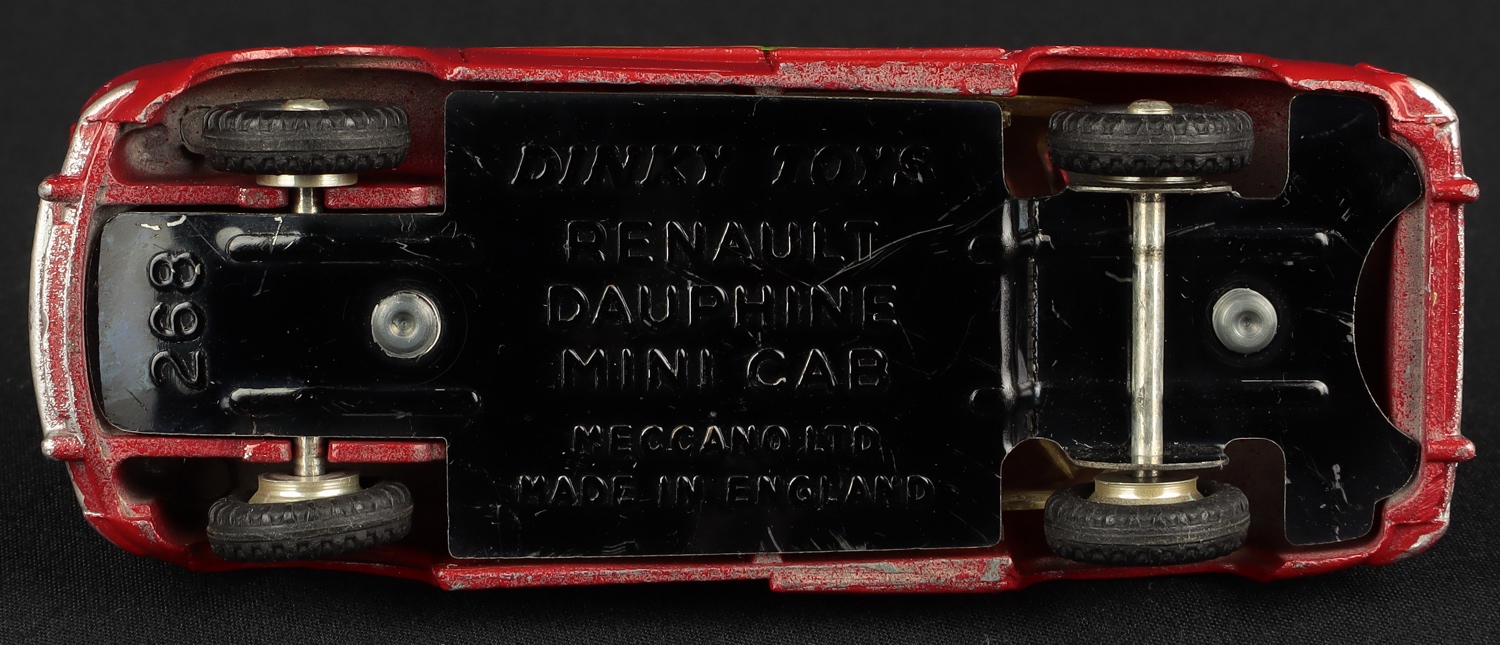 DINKY TOYS
RENAULT
DAUPHINE
MINI CAB
MECCANO LTD
MADE IN ENGLAND
268